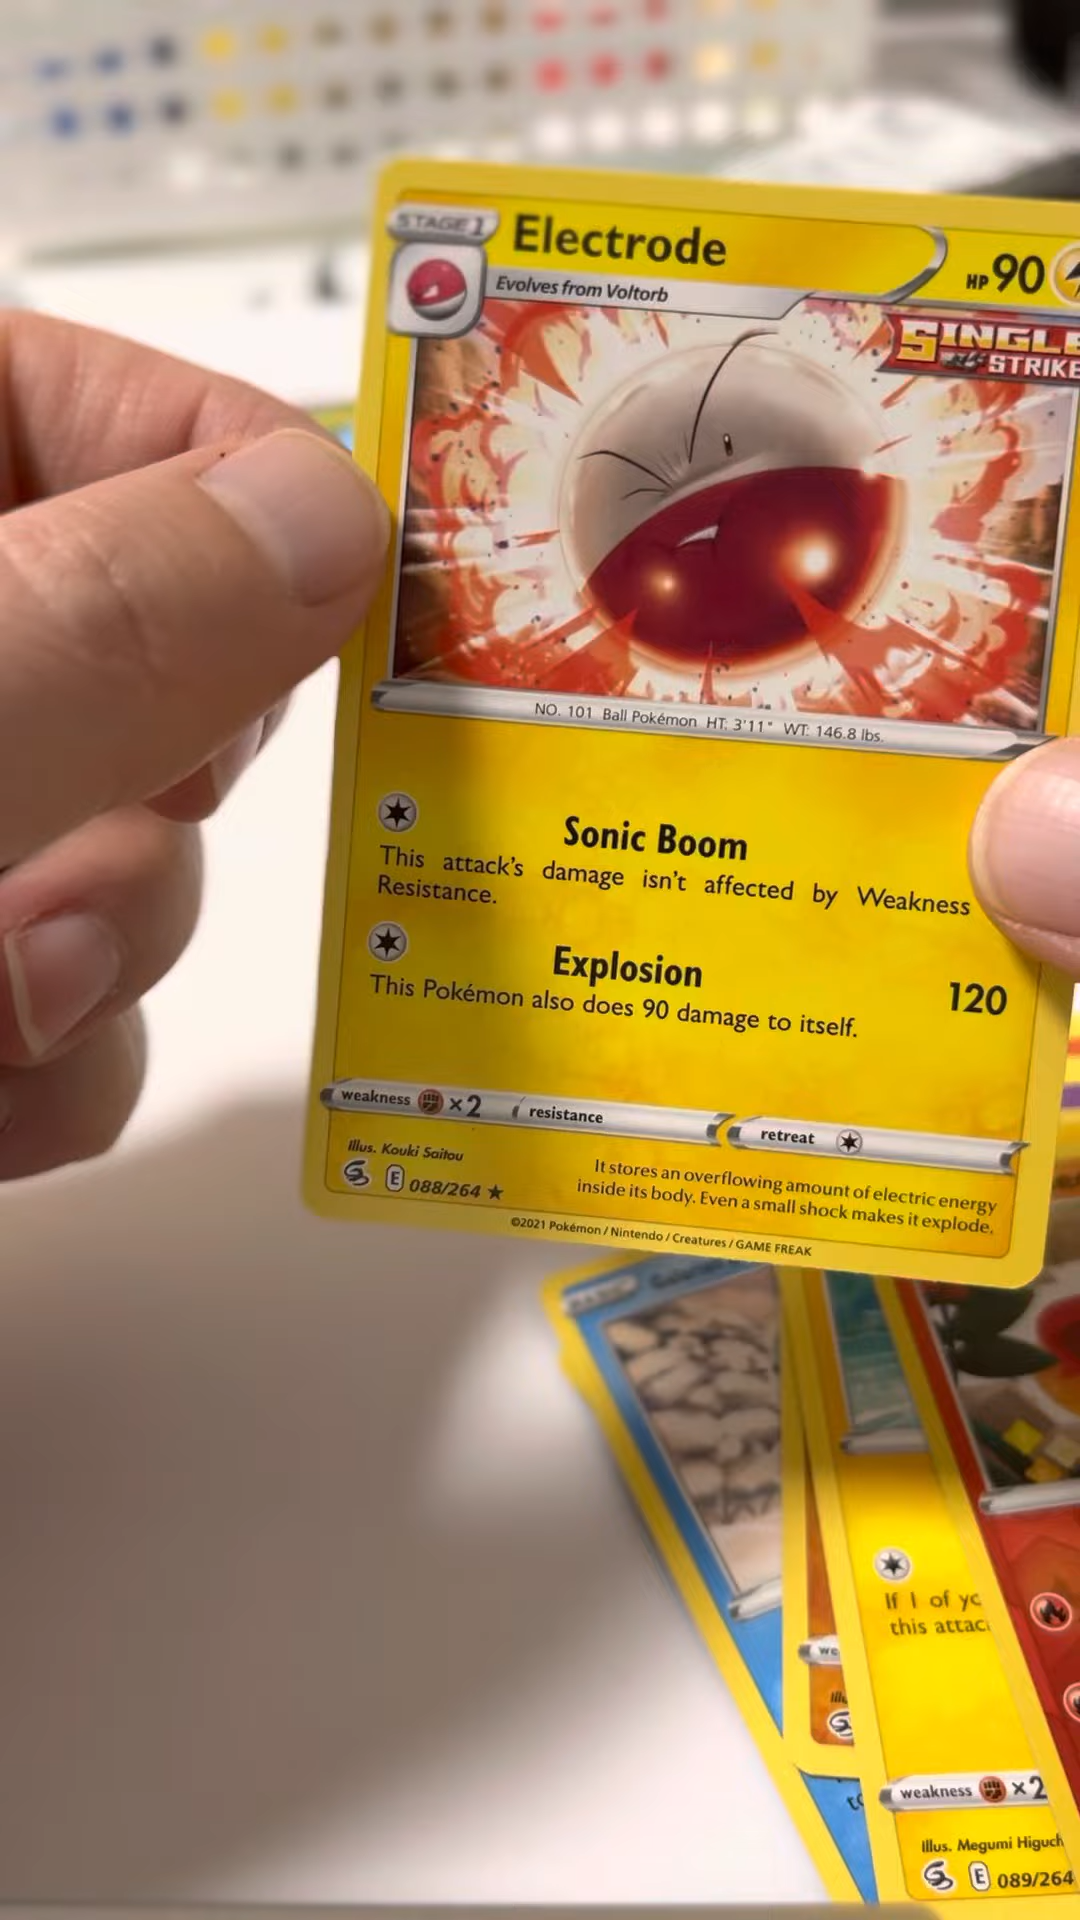 STAGE 1
Electrode
HP 90
Evolves from Voltorb
SINGLE
STRIKE
NO. 101 Ball Pokémon HT: 3'11" WT: 146.8 lbs.
Sonic Boom
This attack's damage isn't affected by Weakness
Resistance.
Explosion
120
This Pokémon also does 90 damage to itself.
weakness ×2 resistance retreat
Illus. Kouki Saitou
E 088/264 ★
It stores an overflowing amount of electric energy
inside its body. Even a small shock makes it explode.
©2021 Pokémon / Nintendo / Creatures / GAME FREAK
BASIC
If 1 of yo
this attac
we
weakness ×2
Illus. Megumi Higuch
E 089/264